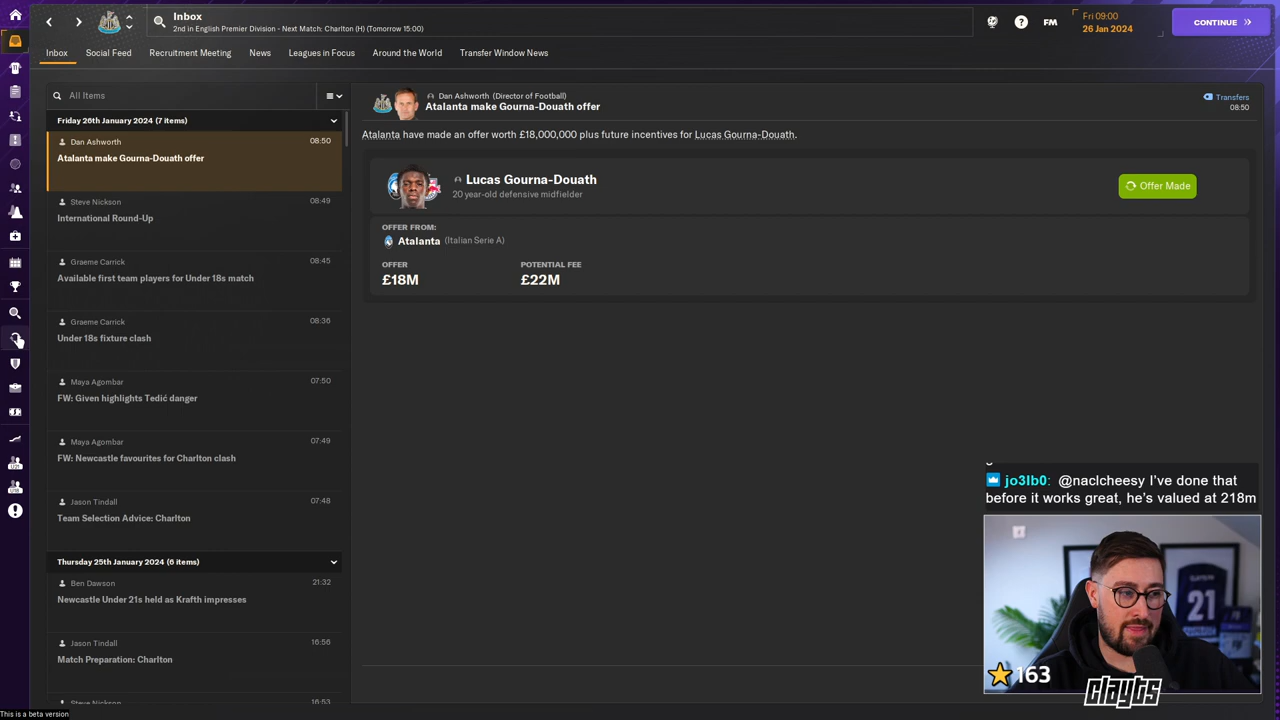 Inbox
2nd in English Premier Division - Next Match: Charlton (H) (Tomorrow 15:00)
FM
Fri 09:00
26 Jan 2024
CONTINUE
Inbox
Social Feed
Recruitment Meeting
News
Leagues in Focus
Around the World
Transfer Window News
All Items
Friday 26th January 2024 (7 items)
Dan Ashworth
08:50
Atalanta make Gourna-Douath offer
Steve Nickson
08:49
International Round-Up
Graeme Carrick
08:45
Available first team players for Under 18s match
Graeme Carrick
08:36
Under 18s fixture clash
Maya Agombar
07:50
FW: Given highlights Tedić danger
Maya Agombar
07:49
FW: Newcastle favourites for Charlton clash
Jason Tindall
07:48
Team Selection Advice: Charlton
Thursday 25th January 2024 (6 items)
Ben Dawson
21:32
Newcastle Under 21s held as Krafth impresses
Jason Tindall
16:56
Match Preparation: Charlton
Steve Nickson
16:53
Dan Ashworth (Director of Football)
Atalanta make Gourna-Douath offer
Transfers
08:50
Atalanta have made an offer worth £18,000,000 plus future incentives for Lucas Gourna-Douath.
Lucas Gourna-Douath
20 year-old defensive midfielder
Offer Made
OFFER FROM:
Atalanta (Italian Serie A)
OFFER
POTENTIAL FEE
£18M
£22M
jo3lb0: @naclcheesy I've done that
before it works great, he's valued at 218m
21
163
claybs
This is a beta version